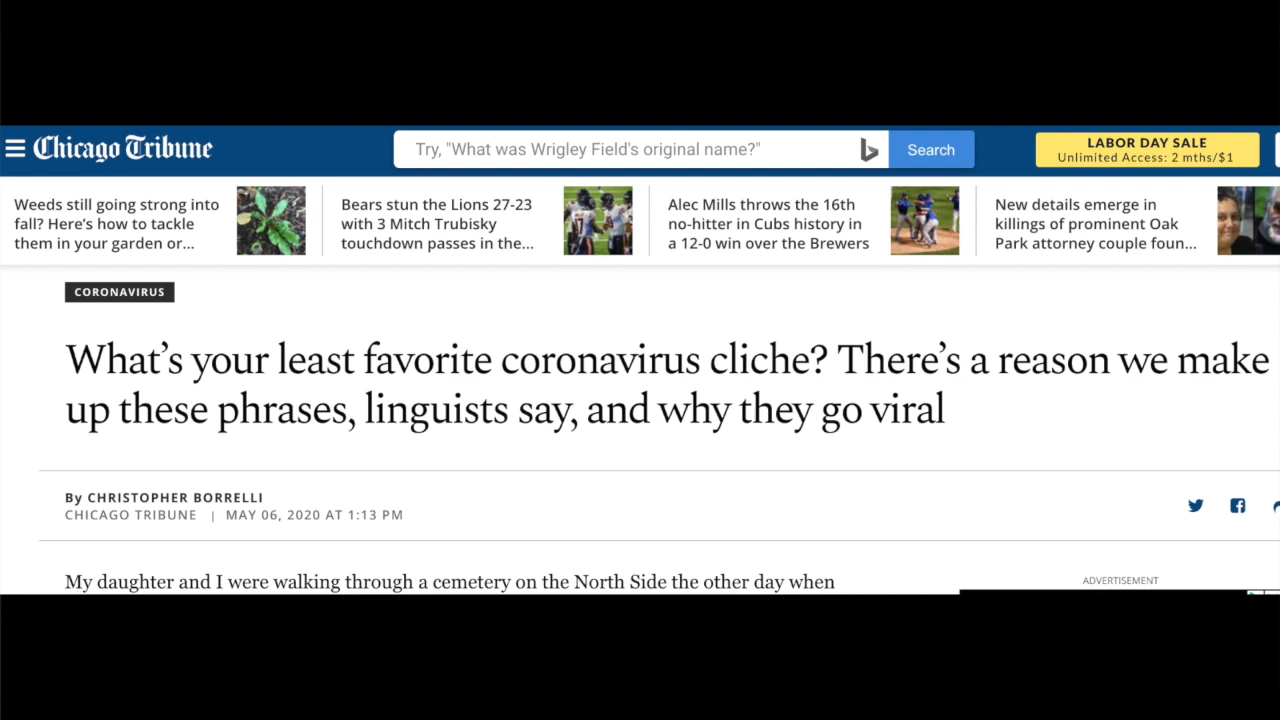 Chicago Tribune
Try, "What was Wrigley Field's original name?"
Search
LABOR DAY SALE
Unlimited Access: 2 mths/$1
Weeds still going strong into
fall? Here's how to tackle
them in your garden or...
Bears stun the Lions 27-23
with 3 Mitch Trubisky
touchdown passes in the...
Alec Mills throws the 16th
no-hitter in Cubs history in
a 12-0 win over the Brewers
New details emerge in
killings of prominent Oak
Park attorney couple foun...
CORONAVIRUS
What's your least favorite coronavirus cliche? There's a reason we make
up these phrases, linguists say, and why they go viral
By CHRISTOPHER BORRELLI
CHICAGO TRIBUNE | MAY 06, 2020 AT 1:13 PM
My daughter and I were walking through a cemetery on the North Side the other day when
ADVERTISEMENT